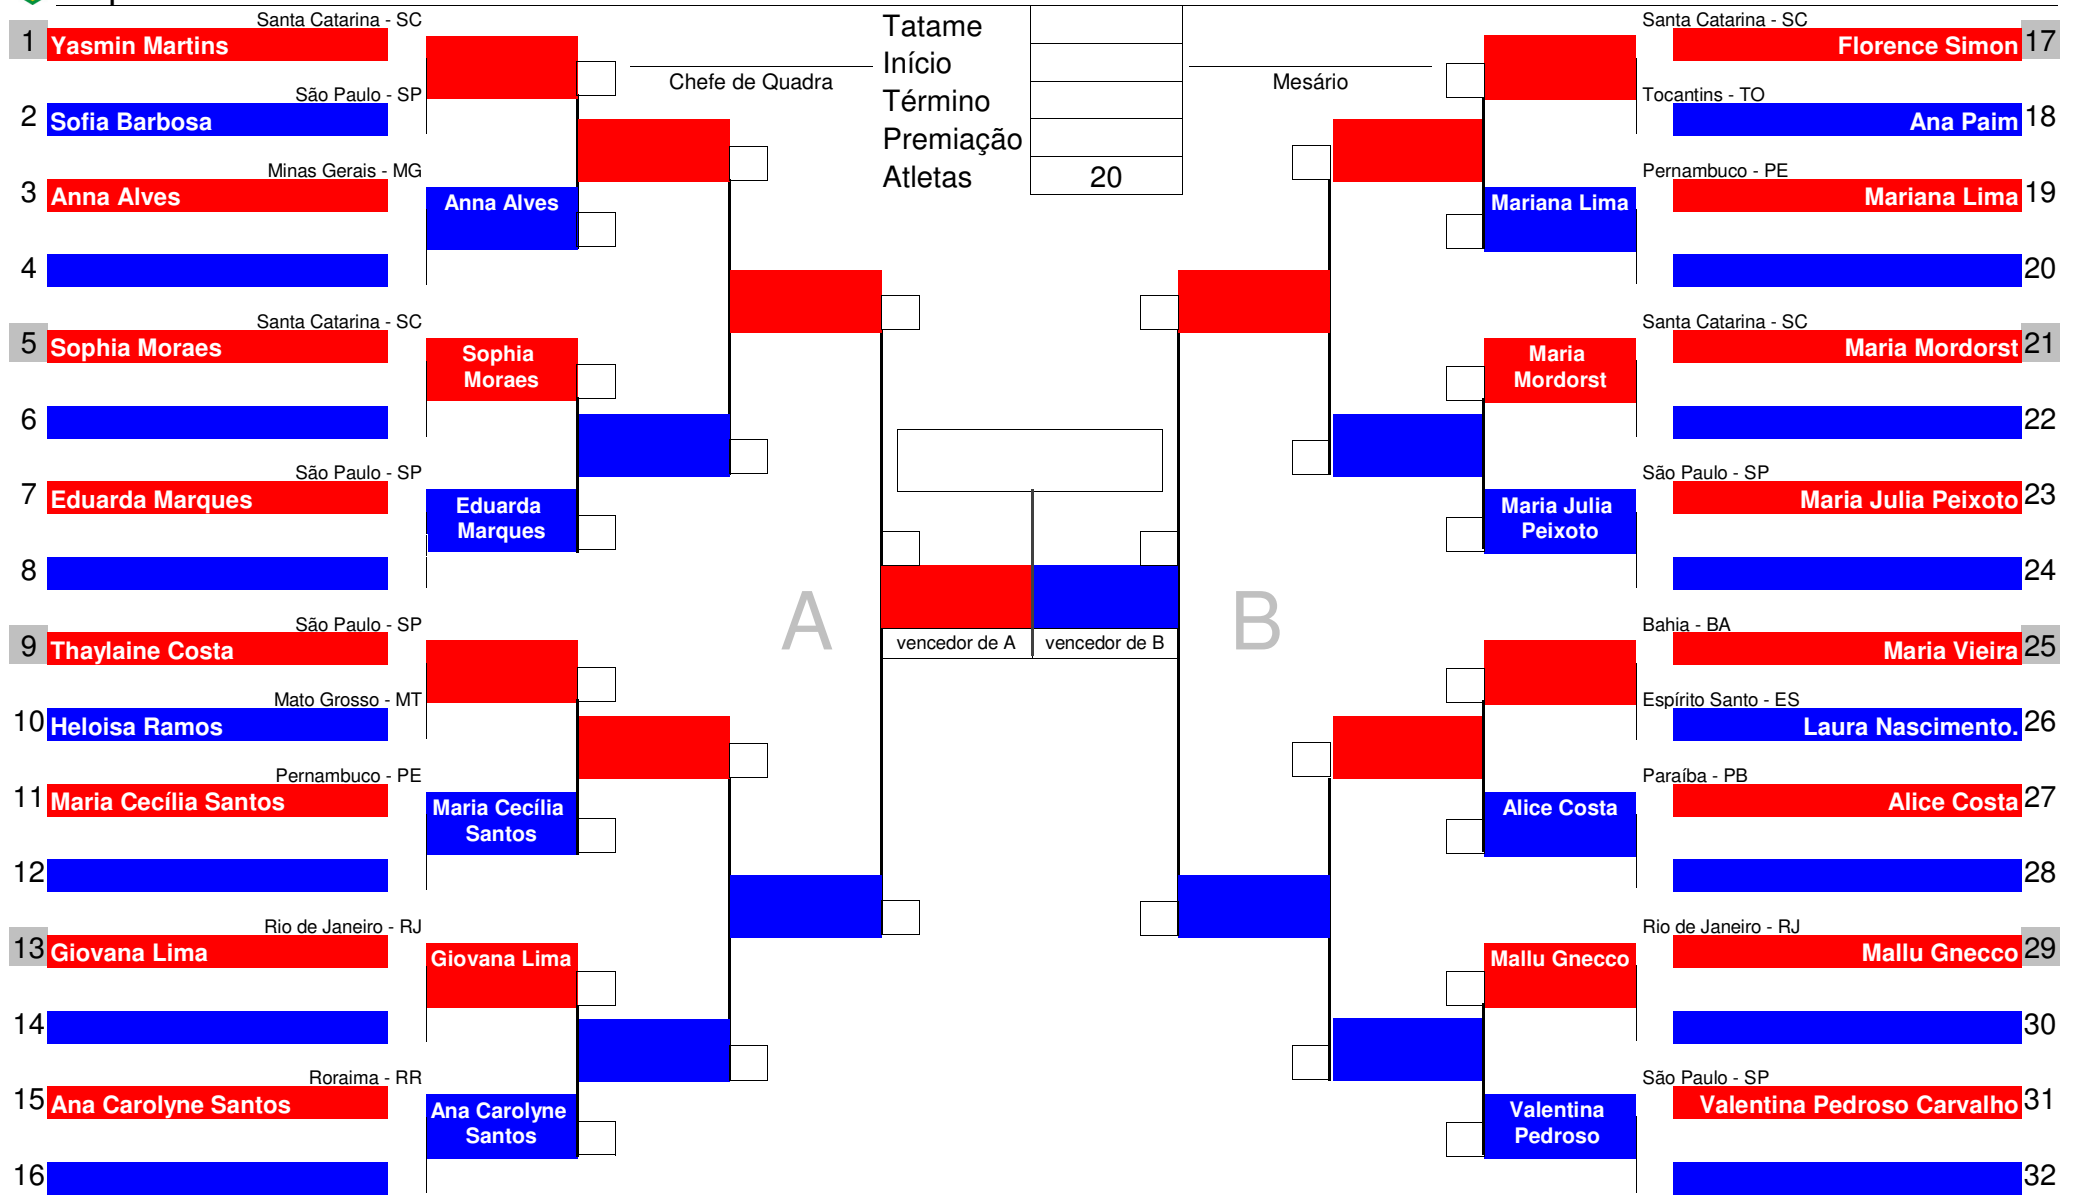 Tatame
Início
Término
Premiação
Atletas 20
Chefe de Quadra
Mesário
Santa Catarina - SC
1 Yasmin Martins
São Paulo - SP
2 Sofia Barbosa
Minas Gerais - MG
3 Anna Alves
Anna Alves
4
Santa Catarina - SC
5 Sophia Moraes
Sophia
Moraes
6
São Paulo - SP
7 Eduarda Marques
Eduarda
Marques
8
São Paulo - SP
9 Thaylaine Costa
Mato Grosso - MT
10 Heloisa Ramos
Pernambuco - PE
11 Maria Cecília Santos
Maria Cecília
Santos
12
Rio de Janeiro - RJ
13 Giovana Lima
Giovana Lima
14
Roraima - RR
15 Ana Carolyne Santos
Ana Carolyne
Santos
16
A
B
vencedor de A
vencedor de B
Santa Catarina - SC
Florence Simon 17
Tocantins - TO
Ana Paim 18
Pernambuco - PE
Mariana Lima 19
Mariana Lima
20
Santa Catarina - SC
Maria Mordorst 21
Maria
Mordorst
22
São Paulo - SP
Maria Julia Peixoto 23
Maria Julia
Peixoto
24
Bahia - BA
Maria Vieira 25
Espírito Santo - ES
Laura Nascimento. 26
Paraíba - PB
Alice Costa 27
Alice Costa
28
Rio de Janeiro - RJ
Mallu Gnecco 29
Mallu Gnecco
30
São Paulo - SP
Valentina Pedroso Carvalho 31
Valentina
Pedroso
32